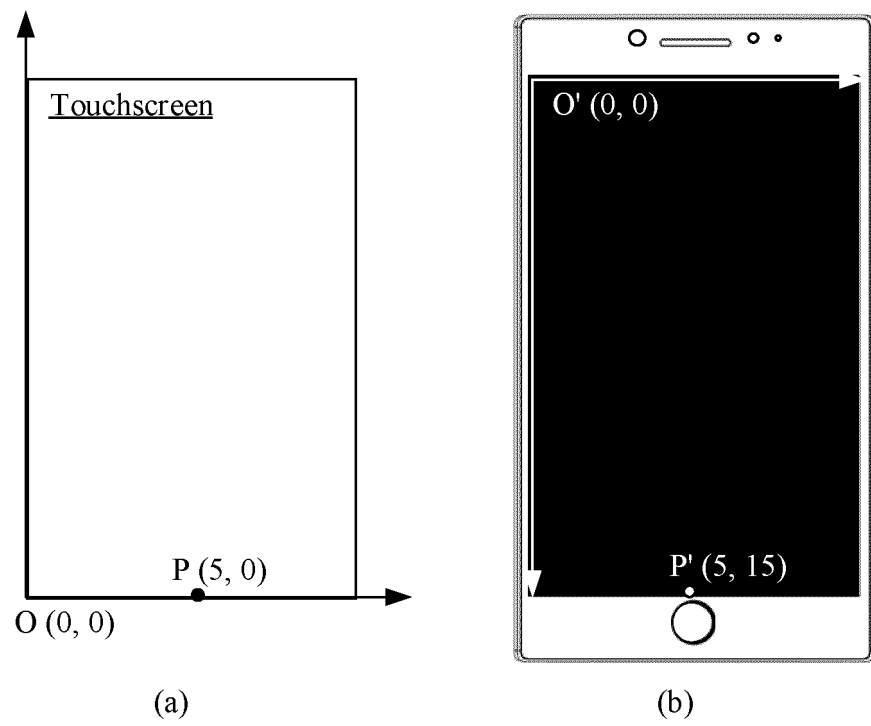 Touchscreen
P (5, 0)
O (0, 0)
(a)
O' (0, 0)
P' (5, 15)
(b)